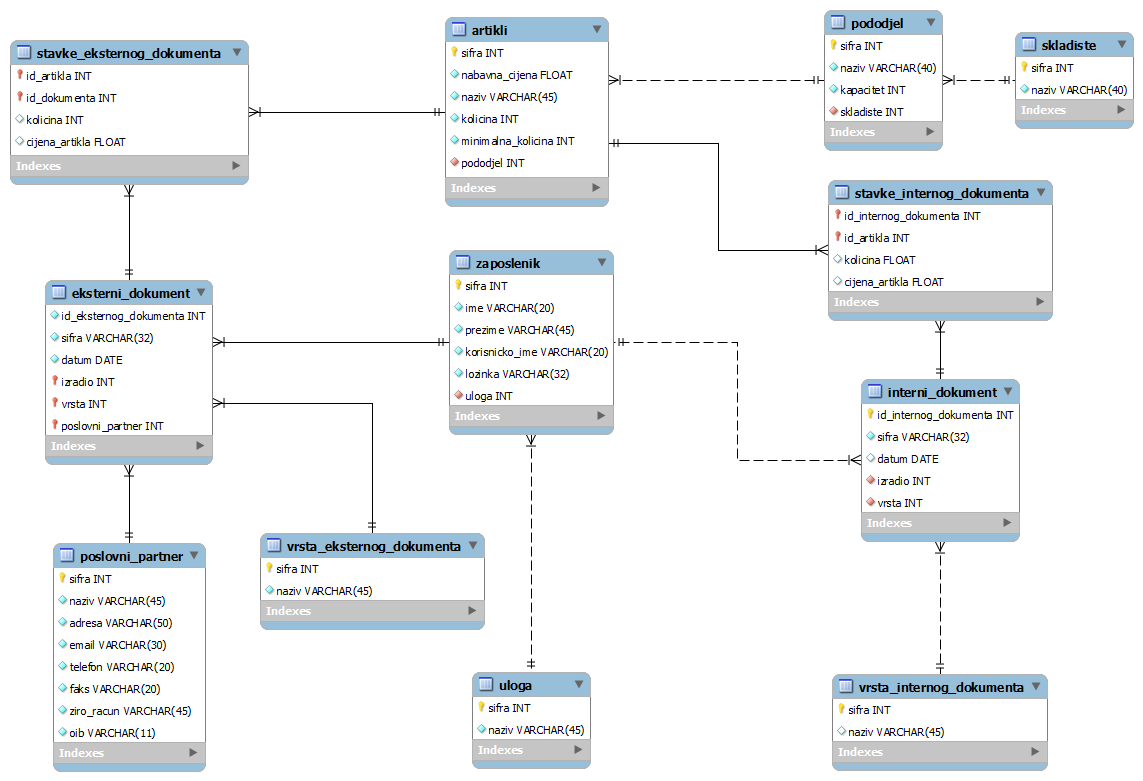 stavke_eksternog_dokumenta
id_artikla INT
id_dokumenta INT
kolicina INT
cijena_artikla FLOAT
Indexes
artikli
sifra INT
nabavna_cijena FLOAT
naziv VARCHAR(45)
kolicina INT
minimalna_kolicina INT
pododjel INT
Indexes
pododjel
sifra INT
naziv VARCHAR(40)
kapacitet INT
skladiste INT
Indexes
skladiste
sifra INT
naziv VARCHAR(40)
Indexes
stavke_internog_dokumenta
id_internog_dokumenta INT
id_artikla INT
kolicina FLOAT
cijena_artikla FLOAT
Indexes
eksterni_dokument
id_eksternog_dokumenta INT
sifra VARCHAR(32)
datum DATE
izradio INT
vrsta INT
poslovni_partner INT
Indexes
zaposlenik
sifra INT
ime VARCHAR(20)
prezime VARCHAR(45)
korisnicko_ime VARCHAR(20)
lozinka VARCHAR(32)
uloga INT
Indexes
interni_dokument
id_internog_dokumenta INT
sifra VARCHAR(32)
datum DATE
izradio INT
vrsta INT
Indexes
poslovni_partner
sifra INT
naziv VARCHAR(45)
adresa VARCHAR(50)
email VARCHAR(30)
telefon VARCHAR(20)
faks VARCHAR(20)
ziro_racun VARCHAR(45)
oib VARCHAR(11)
Indexes
vrsta_eksternog_dokumenta
sifra INT
naziv VARCHAR(45)
Indexes
uloga
sifra INT
naziv VARCHAR(45)
Indexes
vrsta_internog_dokumenta
sifra INT
naziv VARCHAR(45)
Indexes